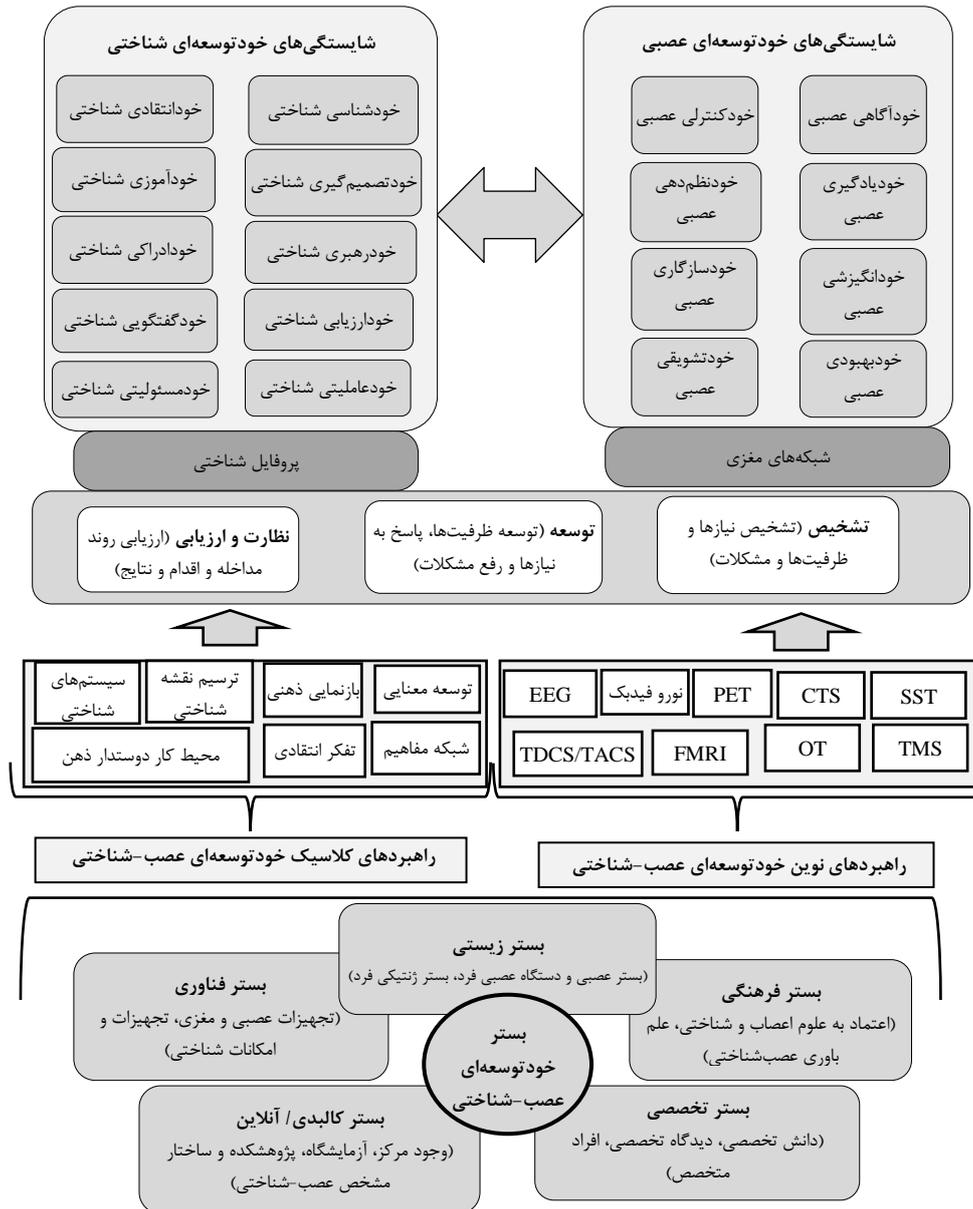 شایستگی‌های خودتوسعه‌ای عصبی
خودآگاهی عصبی
خودکنترلی عصبی
خودیادگیری
عصبی
خودنظم‌دهی
عصبی
خودانگیزشی
عصبی
خودسازگاری
عصبی
خودبهبودی
عصبی
خودتشویقی
عصبی
شبکه‌های مغزی
شایستگی‌های خودتوسعه‌ای شناختی
خودشناسی شناختی
خودانتقادی شناختی
خودتصمیم‌گیری شناختی
خودآموزی شناختی
خودرهبری شناختی
خودادراکی شناختی
خودارزیابی شناختی
خودگفتگویی شناختی
خودعاملیتی شناختی
خودمسئولیتی شناختی
پروفایل شناختی
تشخیص (تشخیص نیازها و
ظرفیت‌ها و مشکلات)
توسعه (توسعه ظرفیت‌ها، پاسخ به
نیازها و رفع مشکلات)
نظارت و ارزیابی (ارزیابی روند
مداخله و اقدام و نتایج)
SST
CTS
PET
نورو فیدبک
EEG
TMS
OT
FMRI
TDCS/TACS
راهبردهای نوین خودتوسعه‌ای عصب-شناختی
توسعه معنایی
بازنمایی ذهنی
ترسیم نقشه
شناختی
سیستم‌های
شناختی
شبکه مفاهیم
تفکر انتقادی
محیط کار دوستدار ذهن
راهبردهای کلاسیک خودتوسعه‌ای عصب-شناختی
بستر زیستی
(بستر عصبی و دستگاه عصبی فرد، بستر ژنتیکی فرد)
بستر فرهنگی
(اعتماد به علوم اعصاب و شناختی، علم
باوری عصب‌شناختی)
بستر فناوری
(تجهیزات عصبی و مغزی، تجهیزات و
امکانات شناختی)
بستر
خودتوسعه‌ای
عصب-شناختی
بستر تخصصی
(دانش تخصصی، دیدگاه تخصصی، افراد
متخصص)
بستر کالبدی/ آنلاین
(وجود مرکز، آزمایشگاه، پژوهشکده و ساختار
مشخص عصب-شناختی)